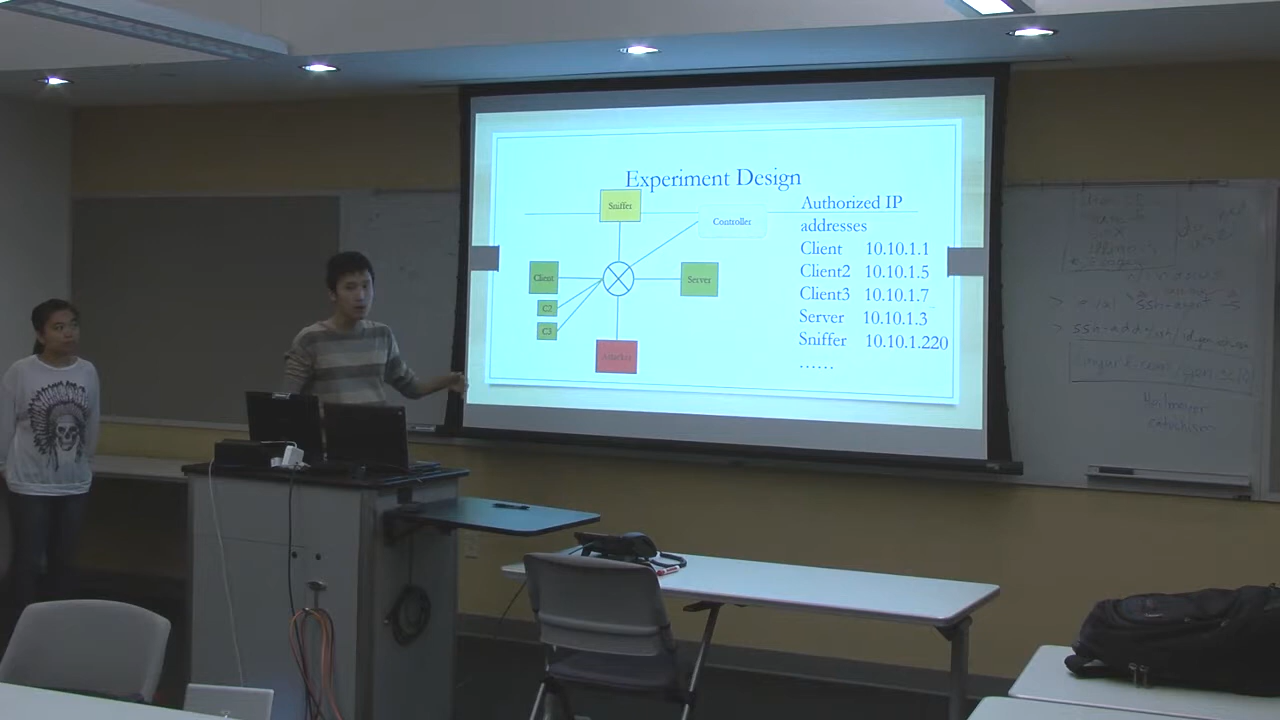 Experiment Design
Sniffer
Controller
Client
C2
C3
Server
Attacker
Authorized IP
addresses
Client 10.10.1.1
Client2 10.10.1.5
Client3 10.10.1.7
Server 10.10.1.3
Sniffer 10.10.1.220
......
ssh-agent
ssh-add